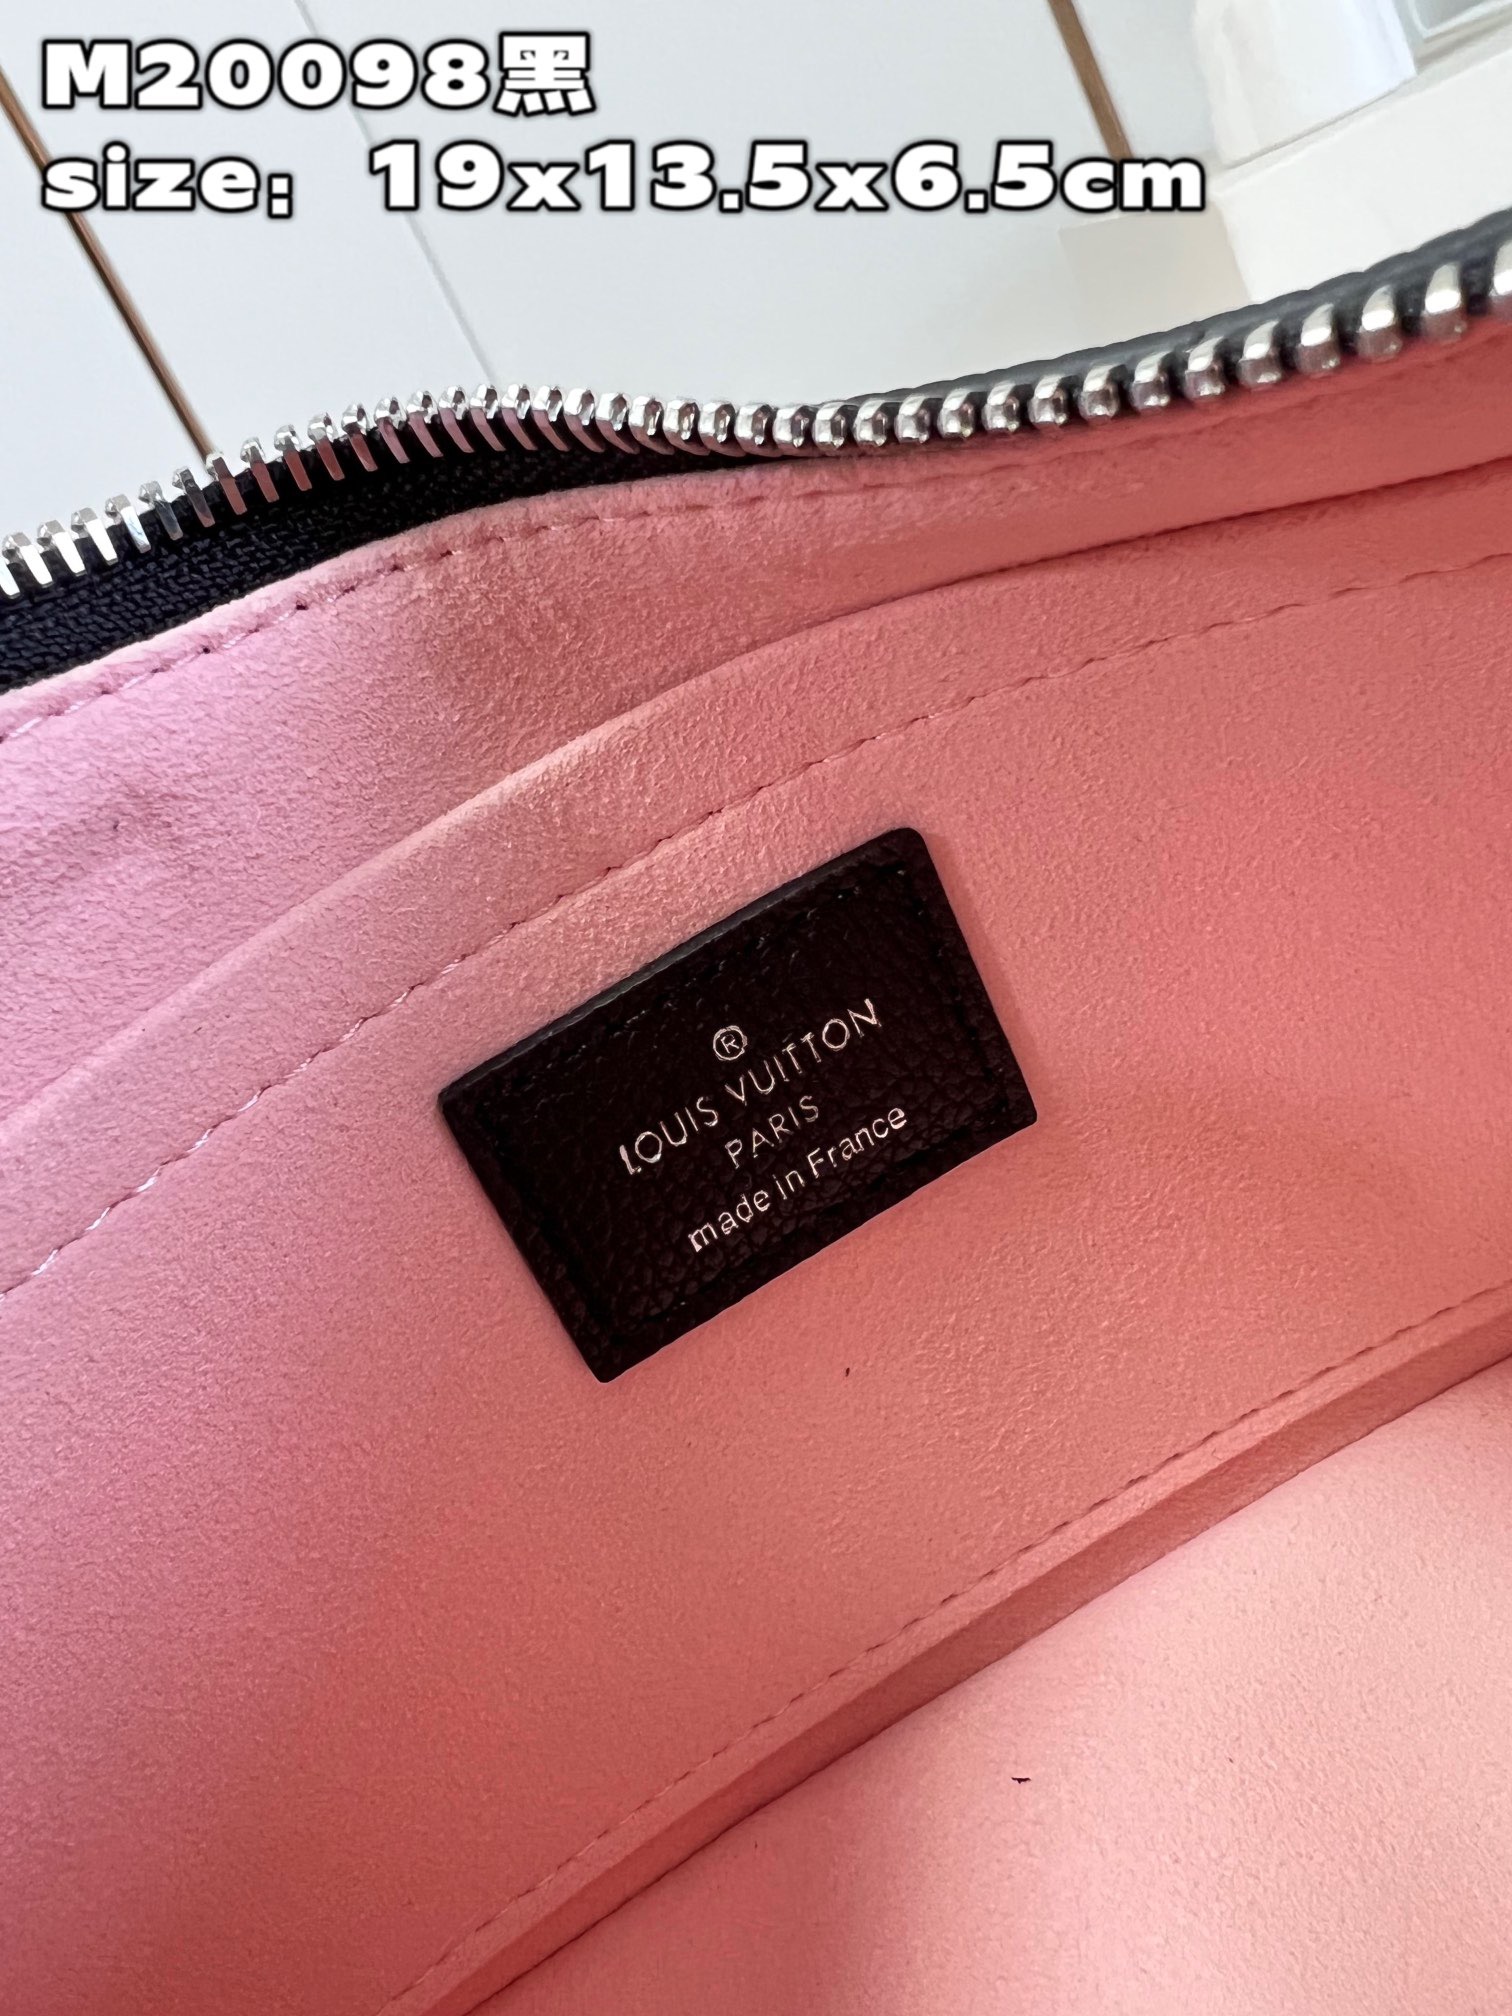 M20098黑
size：19x13.5x6.5cm
®
LOUIS VUITTON
PARIS
made in France